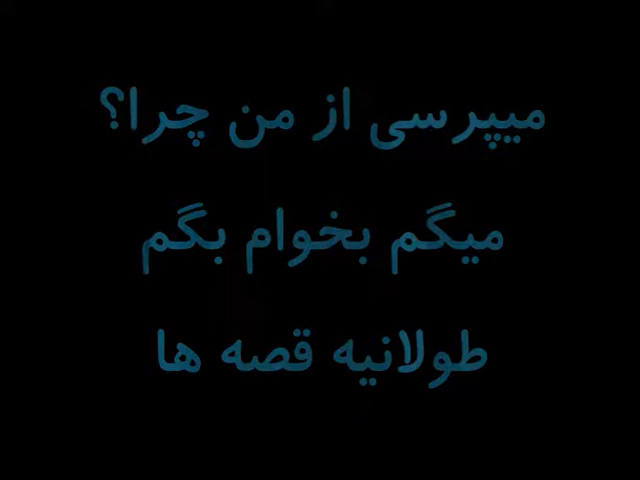 میپرسی از من چرا؟
میگم بخوام بگم
طولانیه قصه ها